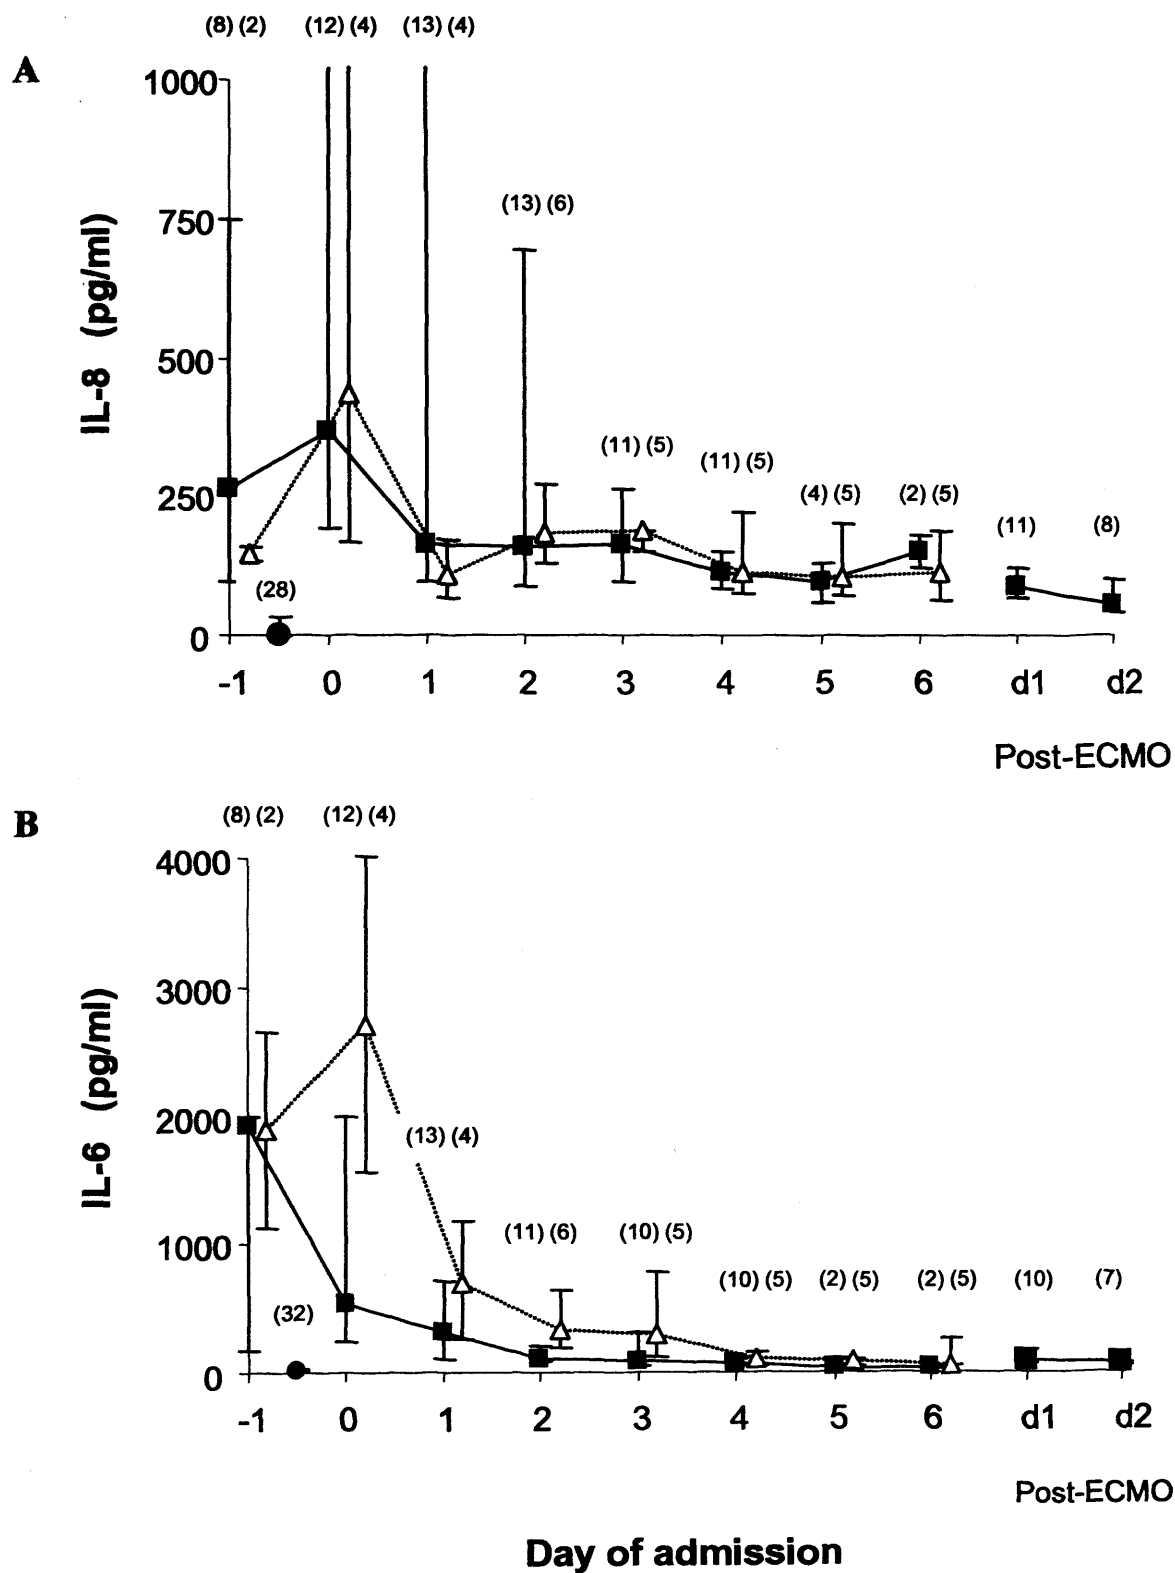 (8) (2) (12) (4) (13) (4)
A
1000
750
(13) (6)
IL-8 (pg/ml)
500
(11) (5)
(11) (5)
250
(4) (5)
(2) (5)
(11)
(8)
(28)
0
-1 0 1 2 3 4 5 6 d1 d2
Post-ECMO
B
(8) (2) (12) (4)
4000
3000
IL-6 (pg/ml)
2000
(13) (4)
1000
(11) (6)
(10) (5)
(10) (5)
(2) (5)
(2) (5)
(10)
(7)
(32)
0
-1 0 1 2 3 4 5 6 d1 d2
Post-ECMO
Day of admission